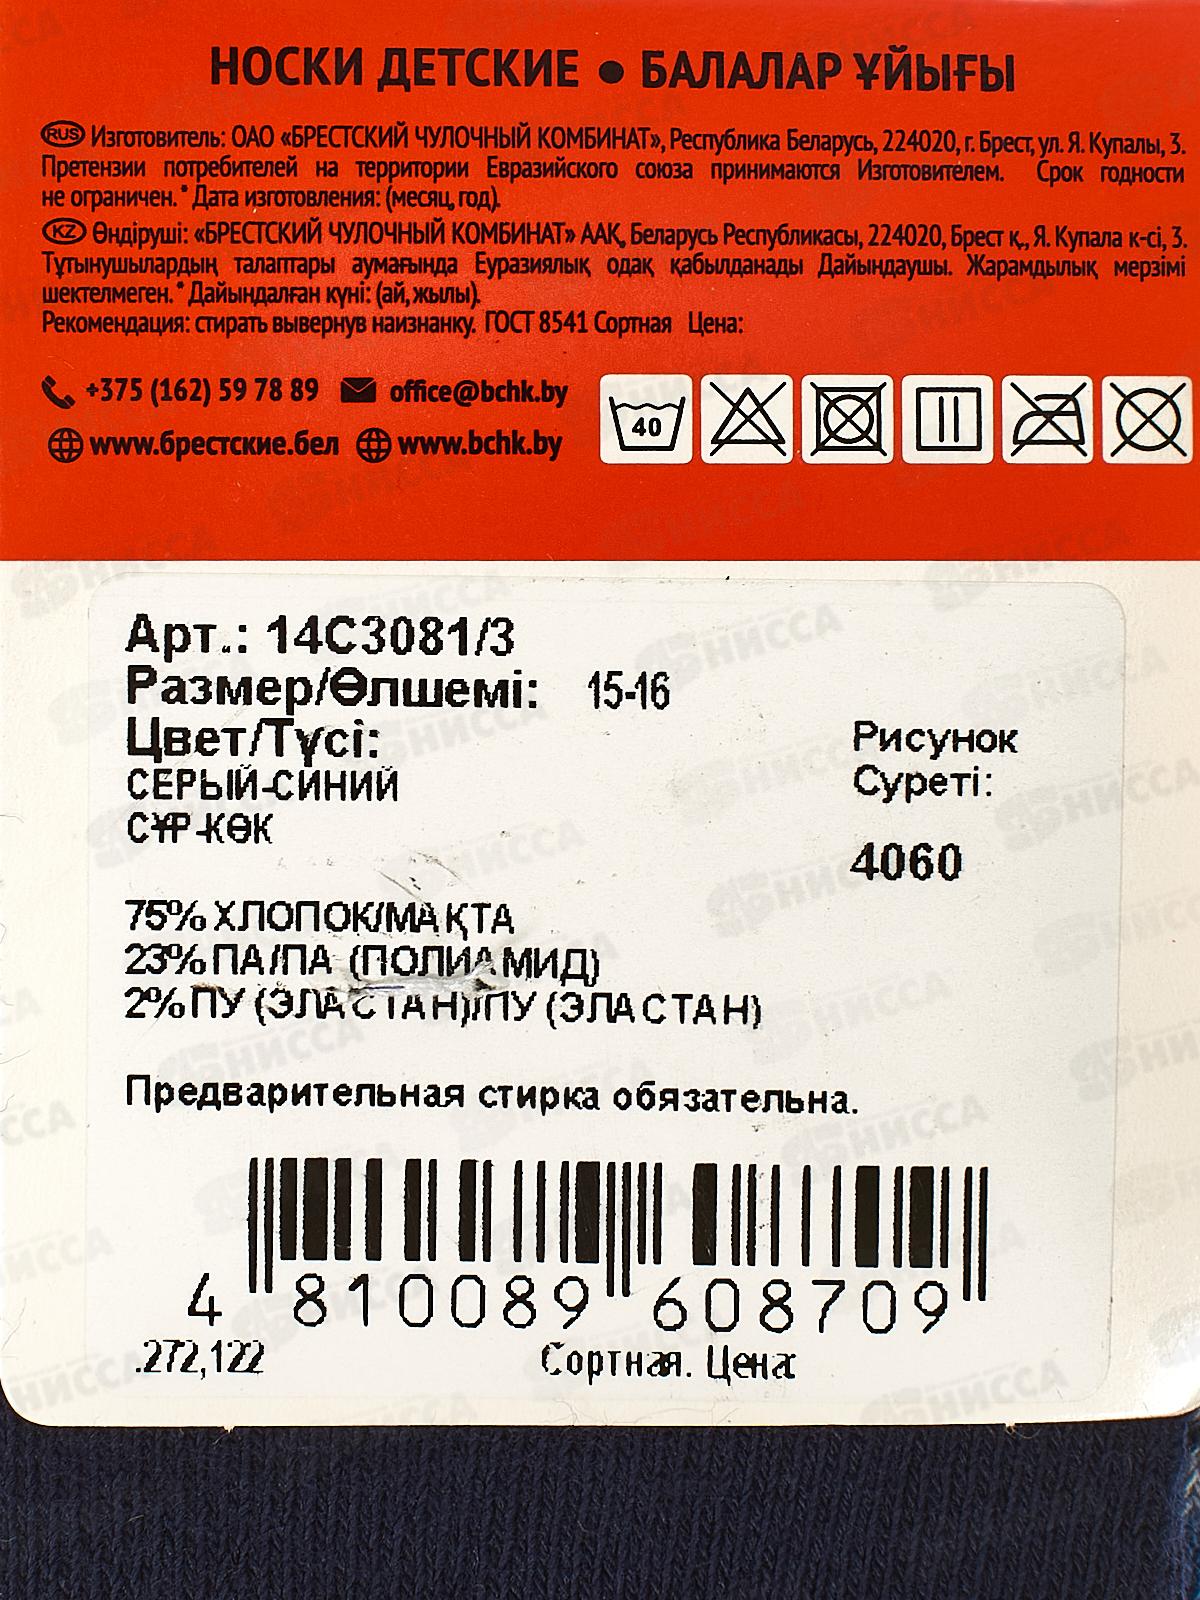 НОСКИ ДЕТСКИЕ ● БАЛАЛАР ҰЙЫҒЫ
RUS Изготовитель: ОАО «БРЕСТСКИЙ ЧУЛОЧНЫЙ КОМБИНАТ», Республика Беларусь, 224020, г. Брест, ул. Я. Купалы, 3.
Претензии потребителей на территории Евразийского союза принимаются Изготовителем. Срок годности
не ограничен. * Дата изготовления: (месяц, год).
KZ Өндіруші: «БРЕСТСКИЙ ЧУЛОЧНЫЙ КОМБИНАТ» ААҚ, Беларусь Республикасы, 224020, Брест қ., Я. Купала к-сі, 3.
Тұтынушылардың талаптары аумағында Еуразиялық одақ қабылданады Дайындаушы. Жарамдылық мерзімі
шектелмеген. * Дайындалған күні: (ай, жылы).
Рекомендация: стирать вывернув наизнанку. ГОСТ 8541 Сортная Цена:
+375 (162) 59 78 89 office@bchk.by
www.брестские.бел www.bchk.by
40
Арт.: 14С3081/3
Размер/Өлшемі: 15-16
Цвет/Түсі:
СЕРЫЙ-СИНИЙ
СҰР-КӨК
Рисунок
Суреті:
4060
75% ХЛОПОК/МАҚТА
23% ПА/ПА (ПОЛИАМИД)
2% ПУ (ЭЛАСТАН)/ПУ (ЭЛАСТАН)
Предварительная стирка обязательна.
4 810089 608709
.272,122 Сортная. Цена: